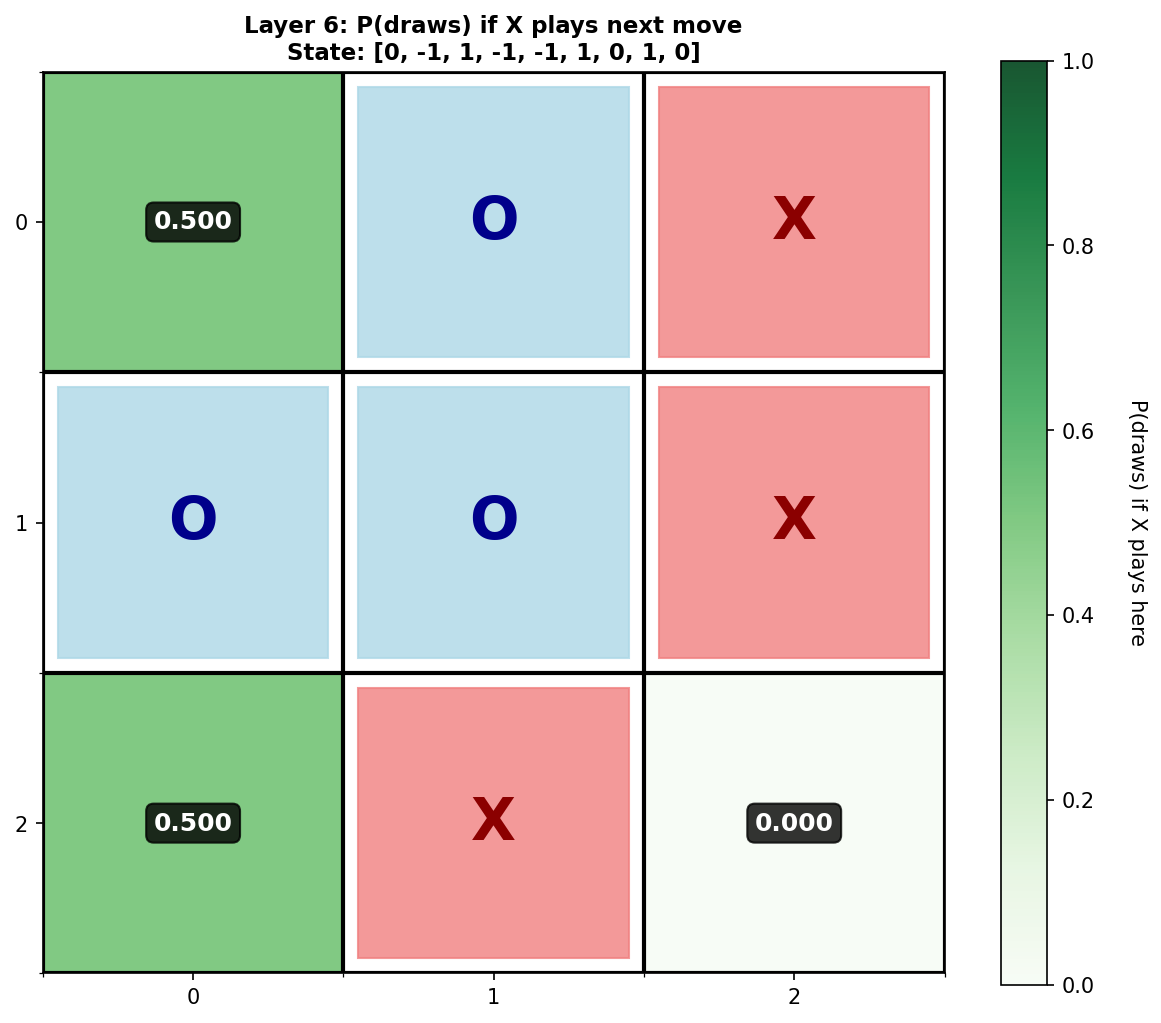 Layer 6: P(draws) if X plays next move
State: [0, -1, 1, -1, -1, 1, 0, 1, 0]
0
0.500
O
X
1
O
O
X
2
0.500
X
0.000
0
1
2
1.0
0.8
0.6
0.4
0.2
0.0
P(draws) if X plays here